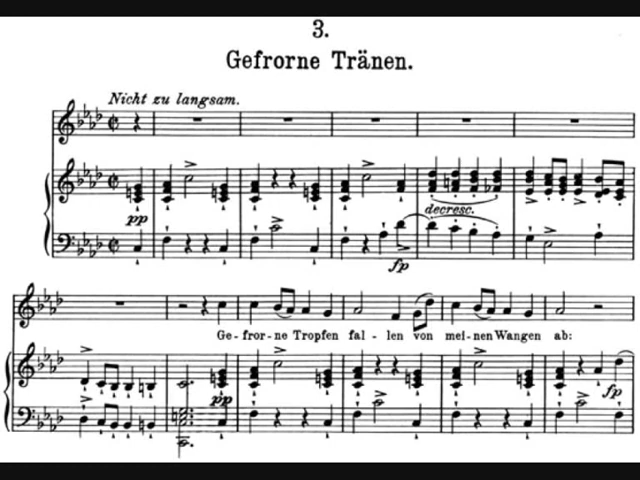 3.
Gefrorne Tränen.
Nicht zu langsam.
pp
decresc.
fp
Ge-fror-ne Tropfen fal-len von mei-nen Wangen ab:
pp
fp